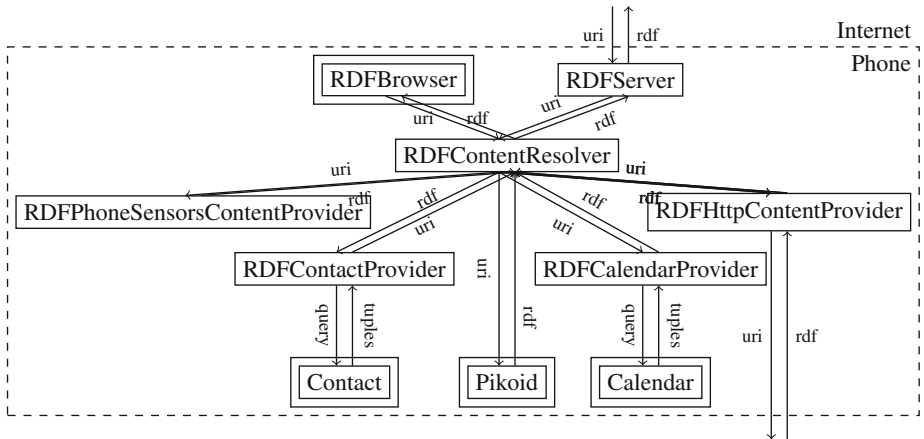 uri
rdf
Internet
Phone
RDFBrowser
RDFServer
uri
rdf
uri
rdf
RDFContentResolver
uri
rdf
uri
rdf
RDFPhoneSensorsContentProvider
rdf
uri
rdf
uri
RDFHttpContentProvider
RDFContactProvider
RDFCalendarProvider
query
tuples
uri
rdf
query
tuples
uri
rdf
Contact
Pikoid
Calendar